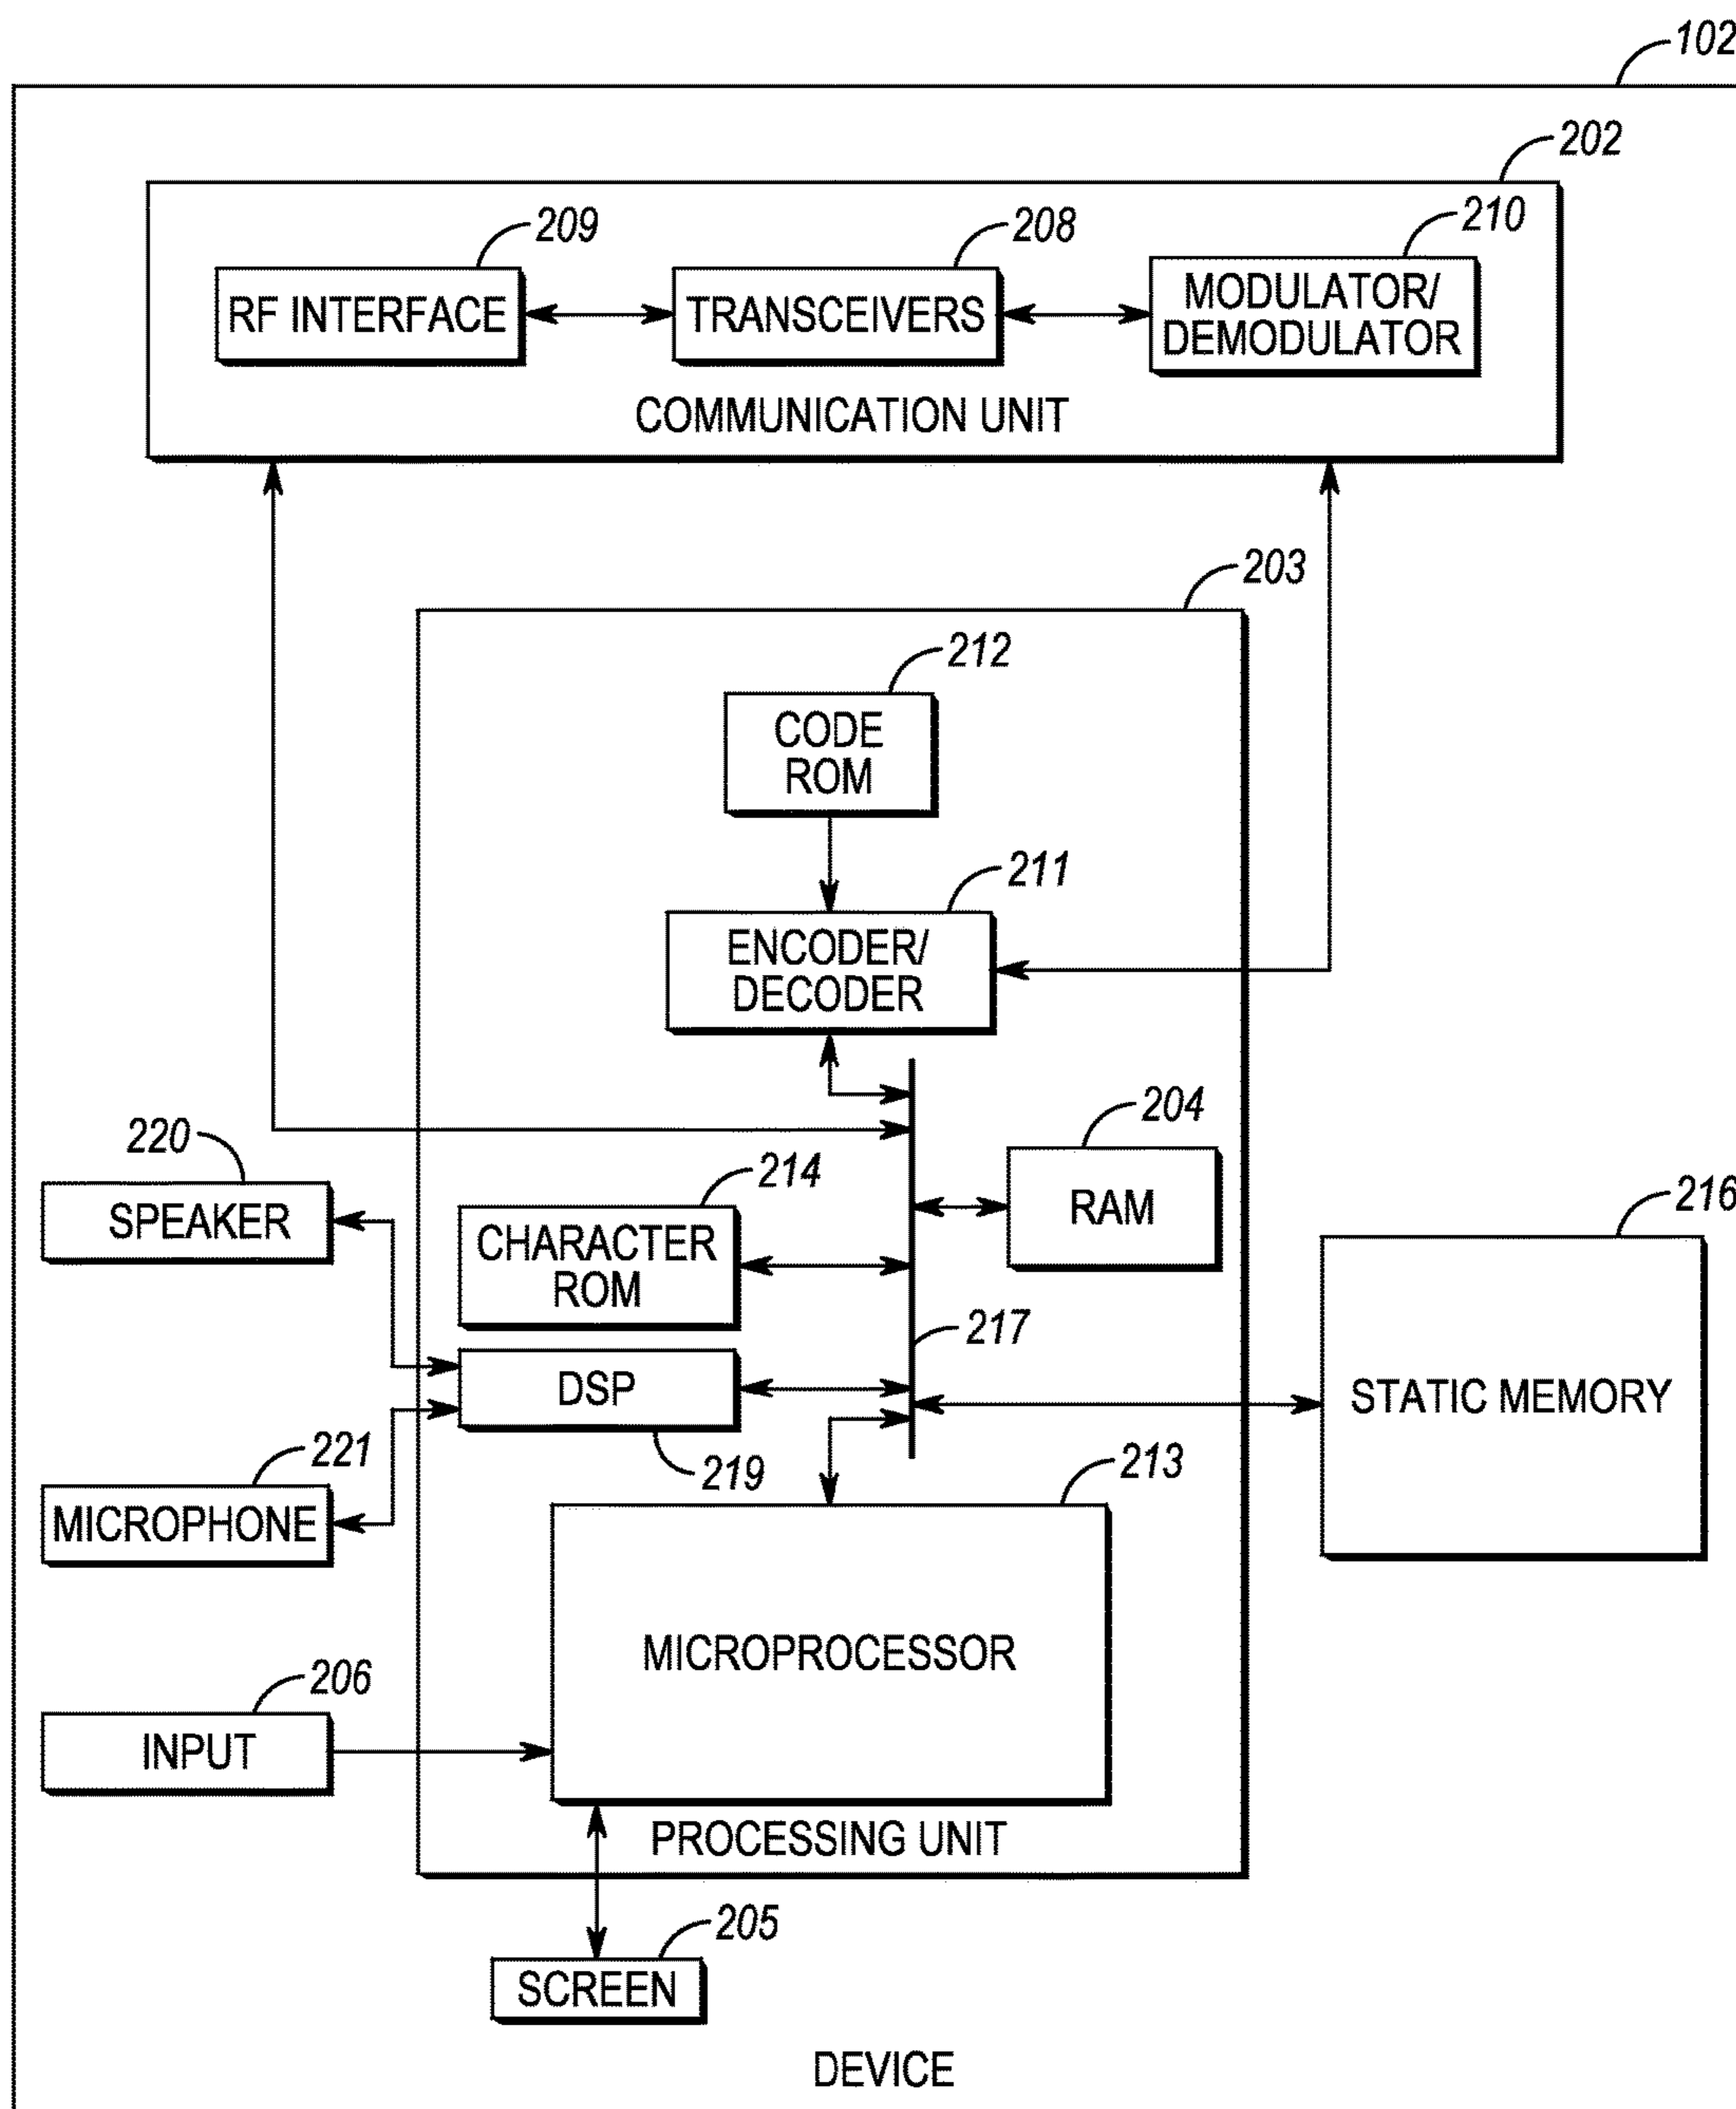 102
202
209
208
210
RF INTERFACE
TRANSCEIVERS
MODULATOR/
DEMODULATOR
COMMUNICATION UNIT
203
212
CODE
ROM
211
ENCODER/
DECODER
204
220
214
RAM
216
SPEAKER
CHARACTER
ROM
217
DSP
STATIC MEMORY
221
219
213
MICROPHONE
MICROPROCESSOR
206
INPUT
PROCESSING UNIT
205
SCREEN
DEVICE